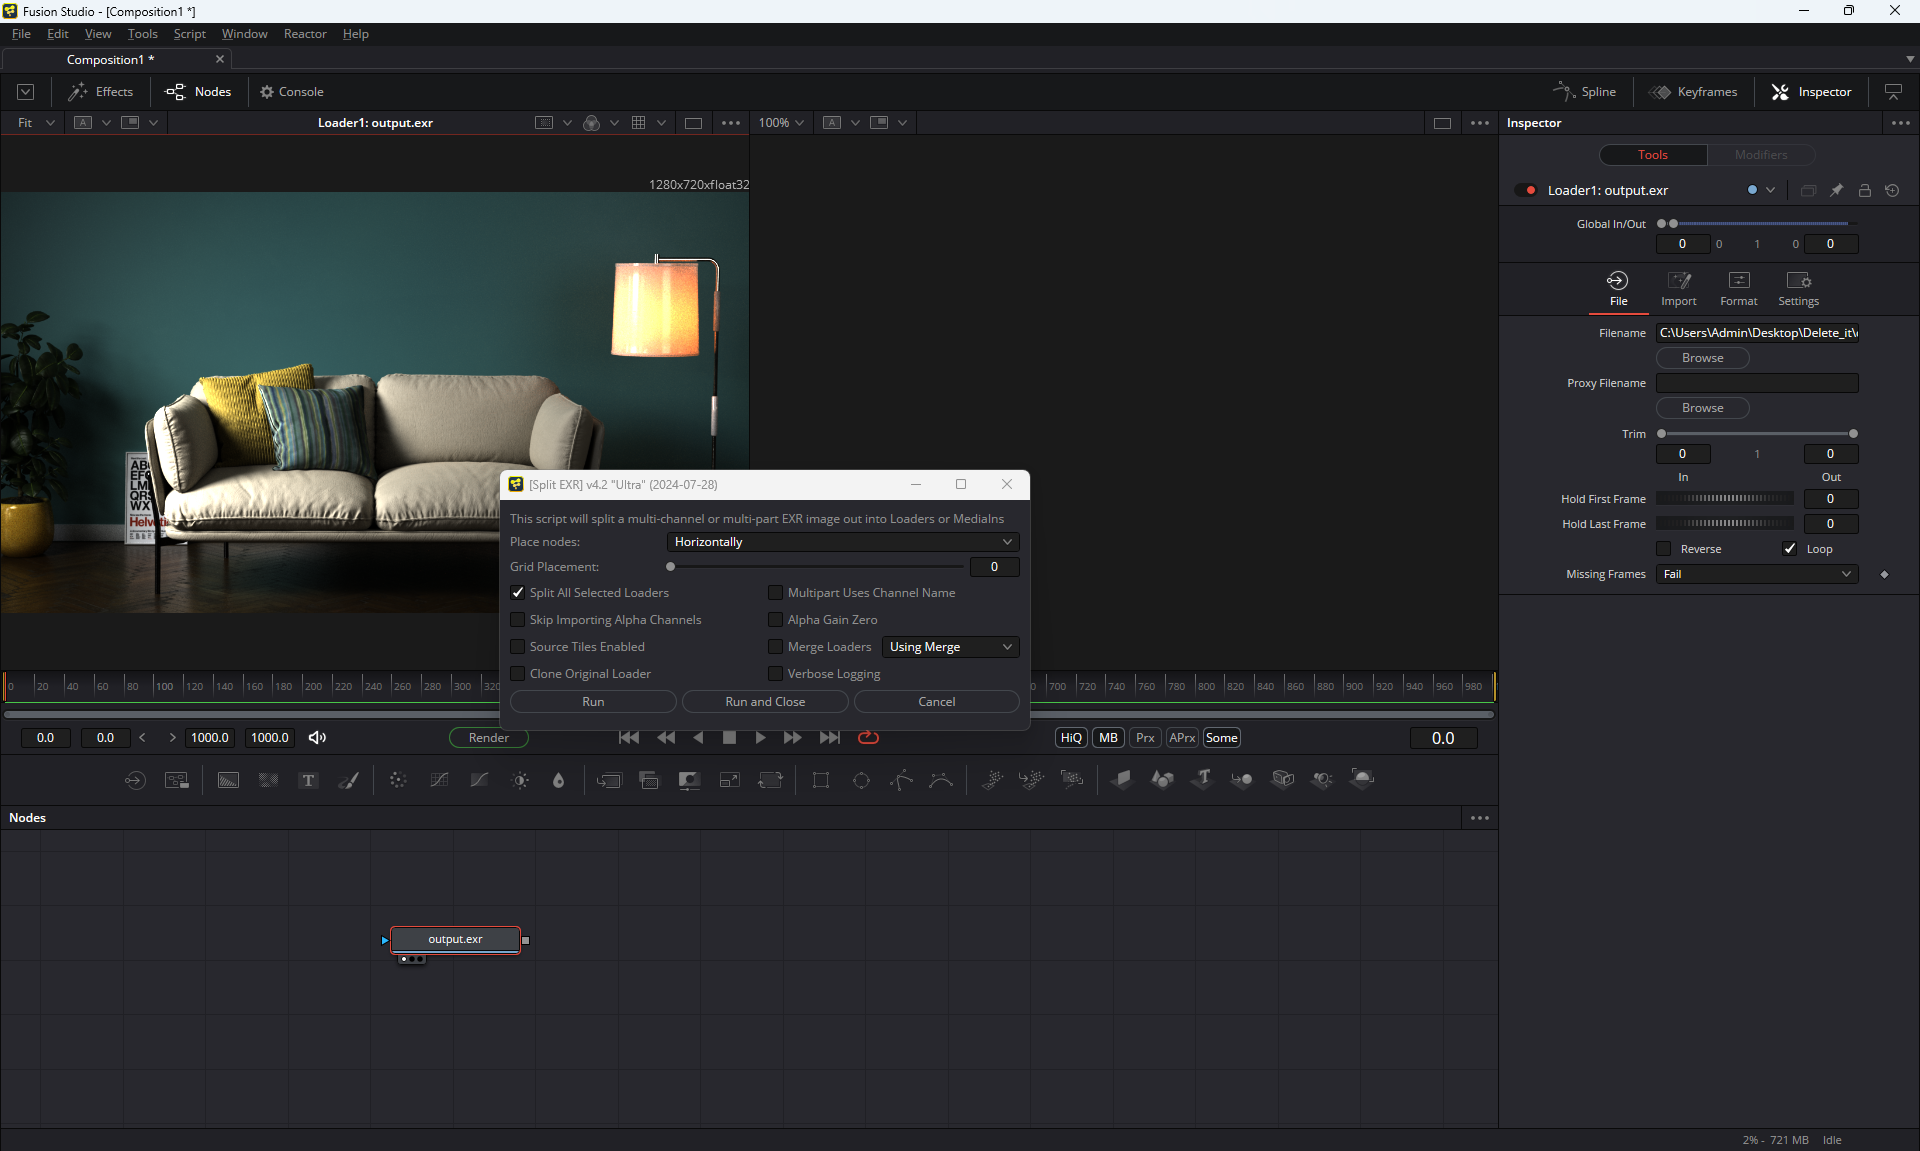 Fusion Studio - [Composition1 *]
File Edit View Tools Script Window Reactor Help
Composition1 *
Effects Nodes Console Spline Keyframes Inspector
Fit A Loader1: output.exr 100% A Inspector
Tools Modifiers
1280x720xfloat32
Loader1: output.exr
Global In/Out
0 0 1 0 0
File Import Format Settings
Filename C:\Users\Admin\Desktop\Delete_it\
Browse
Proxy Filename
Browse
Trim
0 1 0
In Out
Hold First Frame 0
Hold Last Frame 0
Reverse Loop
Missing Frames Fail
[Split EXR] v4.2 "Ultra" (2024-07-28)
This script will split a multi-channel or multi-part EXR image out into Loaders or MediaIns
Place nodes: Horizontally
Grid Placement: 0
Split All Selected Loaders Multipart Uses Channel Name
Skip Importing Alpha Channels Alpha Gain Zero
Source Tiles Enabled Merge Loaders Using Merge
Clone Original Loader Verbose Logging
Run Run and Close Cancel
0 20 40 60 80 100 120 140 160 180 200 220 240 260 280 300 320 0 700 720 740 760 780 800 820 840 860 880 900 920 940 960 980
0.0 0.0 1000.0 1000.0 Render HiQ MB Prx APrx Some 0.0
T
Nodes
output.exr
2% - 721 MB Idle